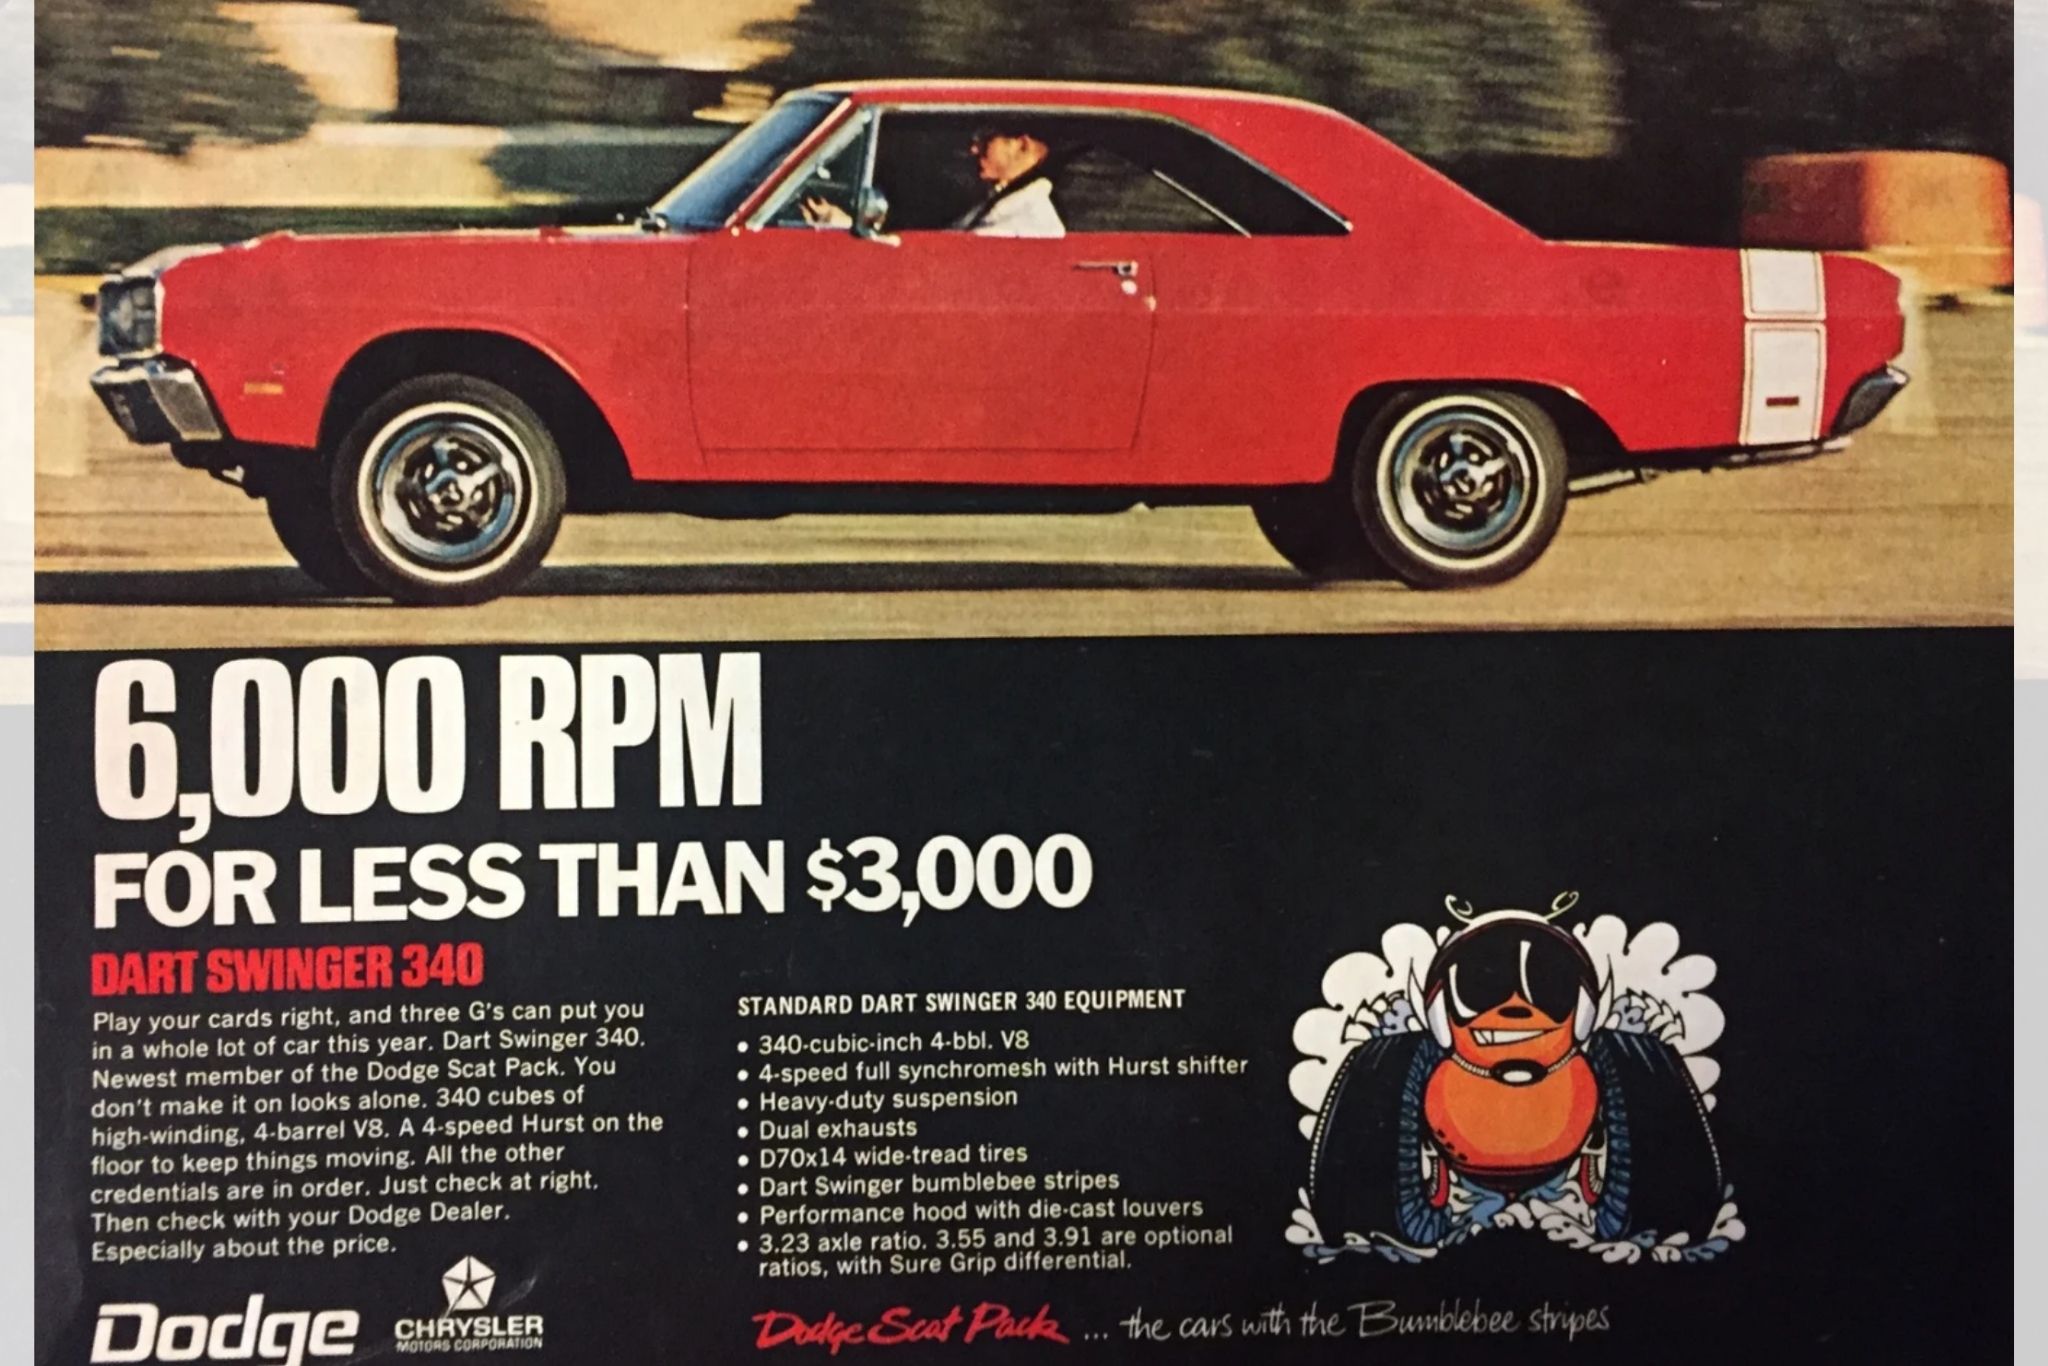 6,000 RPM
FOR LESS THAN $3,000
DART SWINGER 340
Play your cards right, and three G's can put you
in a whole lot of car this year. Dart Swinger 340.
Newest member of the Dodge Scat Pack. You
don't make it on looks alone. 340 cubes of
high-winding, 4-barrel V8. A 4-speed Hurst on the
floor to keep things moving. All the other
credentials are in order. Just check at right.
Then check with your Dodge Dealer.
Especially about the price.
STANDARD DART SWINGER 340 EQUIPMENT
• 340-cubic-inch 4-bbl. V8
• 4-speed full synchromesh with Hurst shifter
• Heavy-duty suspension
• Dual exhausts
• D70x14 wide-tread tires
• Dart Swinger bumblebee stripes
• Performance hood with die-cast louvers
• 3.23 axle ratio. 3.55 and 3.91 are optional
ratios, with Sure Grip differential.
Dodge
CHRYSLER
MOTORS CORPORATION
Dodge Scat Pack ... the cars with the Bumblebee stripes